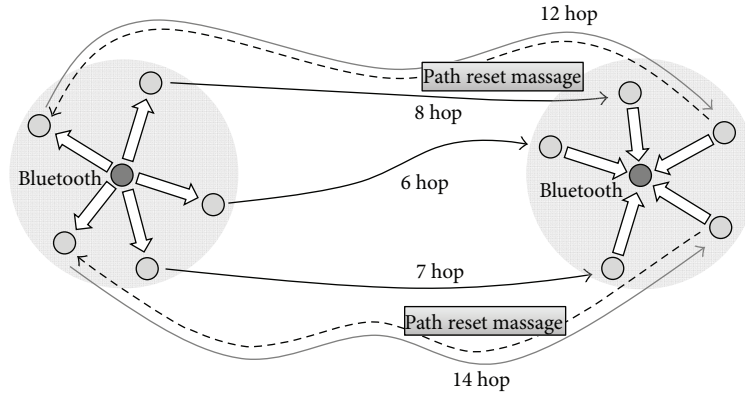 12 hop
Path reset massage
8 hop
Bluetooth
6 hop
Bluetooth
7 hop
Path reset massage
14 hop